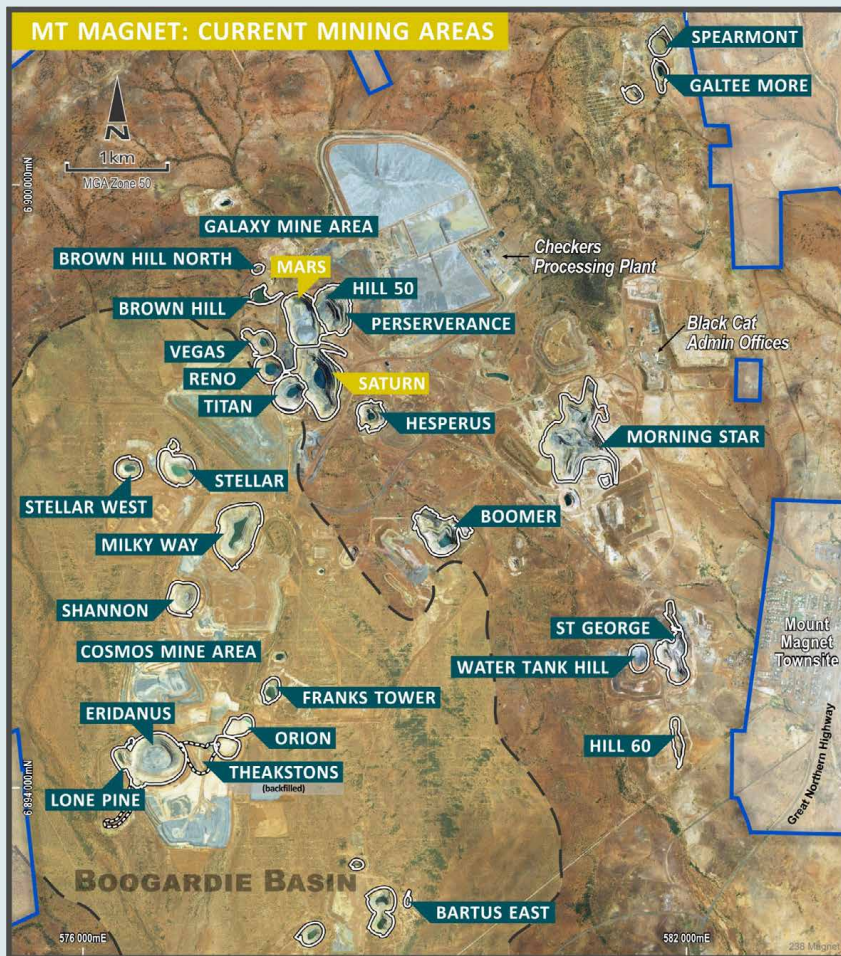 MT MAGNET: CURRENT MINING AREAS
SPEARMONT
GALTEE MORE
N
1km
MGA Zone 50
6 900 000mN
GALAXY MINE AREA
Checkers
Processing Plant
BROWN HILL NORTH
MARS
HILL 50
BROWN HILL
PERSERVERANCE
Black Cat
Admin Offices
VEGAS
RENO
SATURN
TITAN
HESPERUS
MORNING STAR
STELLAR
STELLAR WEST
BOOMER
MILKY WAY
SHANNON
ST GEORGE
Mount
Magnet
Townsite
COSMOS MINE AREA
WATER TANK HILL
FRANKS TOWER
ERIDANUS
ORION
HILL 60
THEAKSTONS
(backfilled)
LONE PINE
6 894 000mN
Great Northern Highway
BOOGARDIE BASIN
BARTUS EAST
576 000mE
582 000mE
238 Magnet